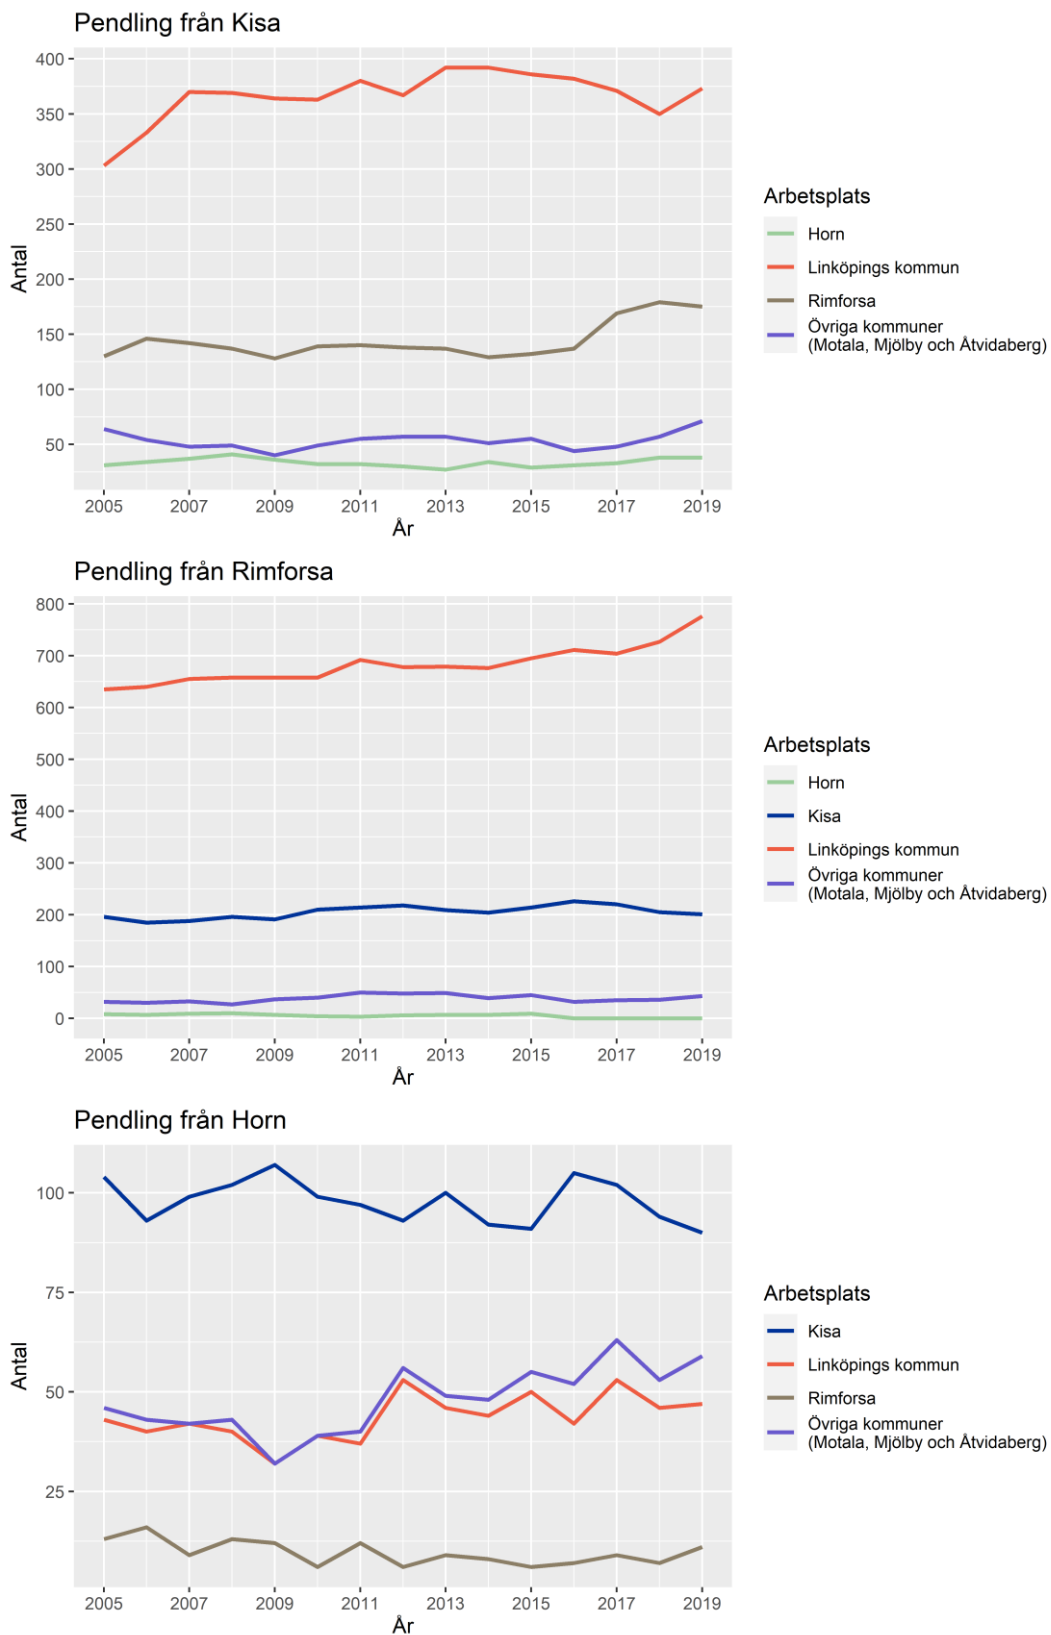 Pendling från Kisa
400
350
300
250
200
150
100
50
Antal
2005 2007 2009 2011 2013 2015 2017 2019
År
Arbetsplats
Horn
Linköpings kommun
Rimforsa
Övriga kommuner
(Motala, Mjölby och Åtvidaberg)
Pendling från Rimforsa
800
700
600
500
400
300
200
100
0
Antal
2005 2007 2009 2011 2013 2015 2017 2019
År
Arbetsplats
Horn
Kisa
Linköpings kommun
Övriga kommuner
(Motala, Mjölby och Åtvidaberg)
Pendling från Horn
100
75
50
25
Antal
2005 2007 2009 2011 2013 2015 2017 2019
År
Arbetsplats
Kisa
Linköpings kommun
Rimforsa
Övriga kommuner
(Motala, Mjölby och Åtvidaberg)